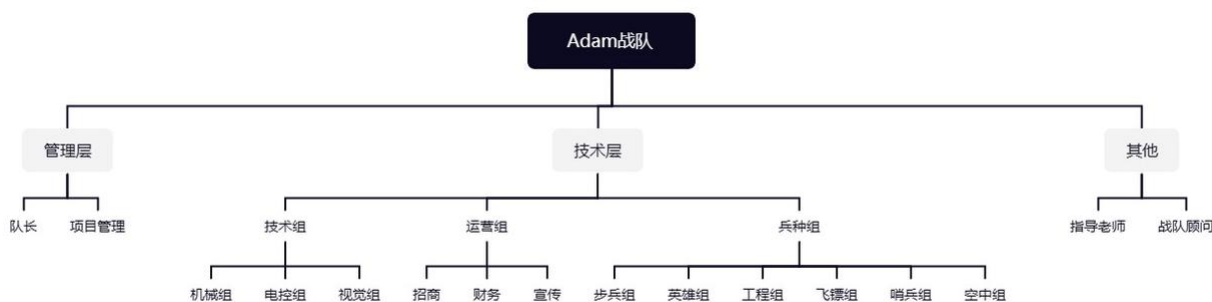 Adam战队
管理层
技术层
其他
队长
项目管理
技术组
运营组
兵种组
指导老师
战队顾问
机械组
电控组
视觉组
招商
财务
宣传
步兵组
英雄组
工程组
飞镖组
哨兵组
空中组